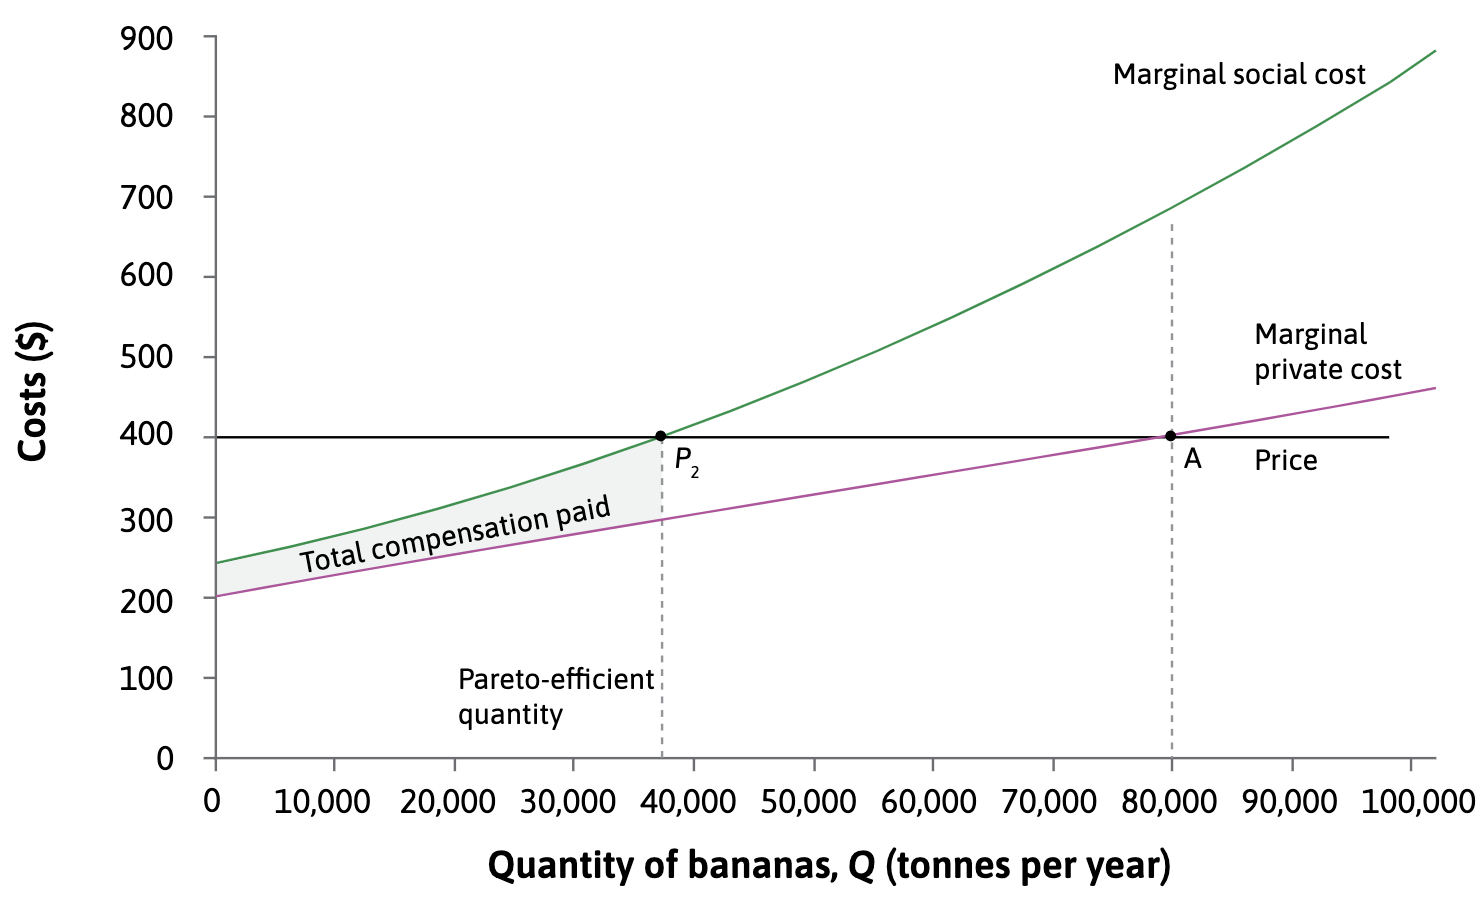 900
Marginal social cost
800
700
600
500
Marginal
private cost
400
P2
A
Price
300
Total compensation paid
200
100
Pareto-efficient
quantity
0
Costs ($)
0 10,000 20,000 30,000 40,000 50,000 60,000 70,000 80,000 90,000 100,000
Quantity of bananas, Q (tonnes per year)